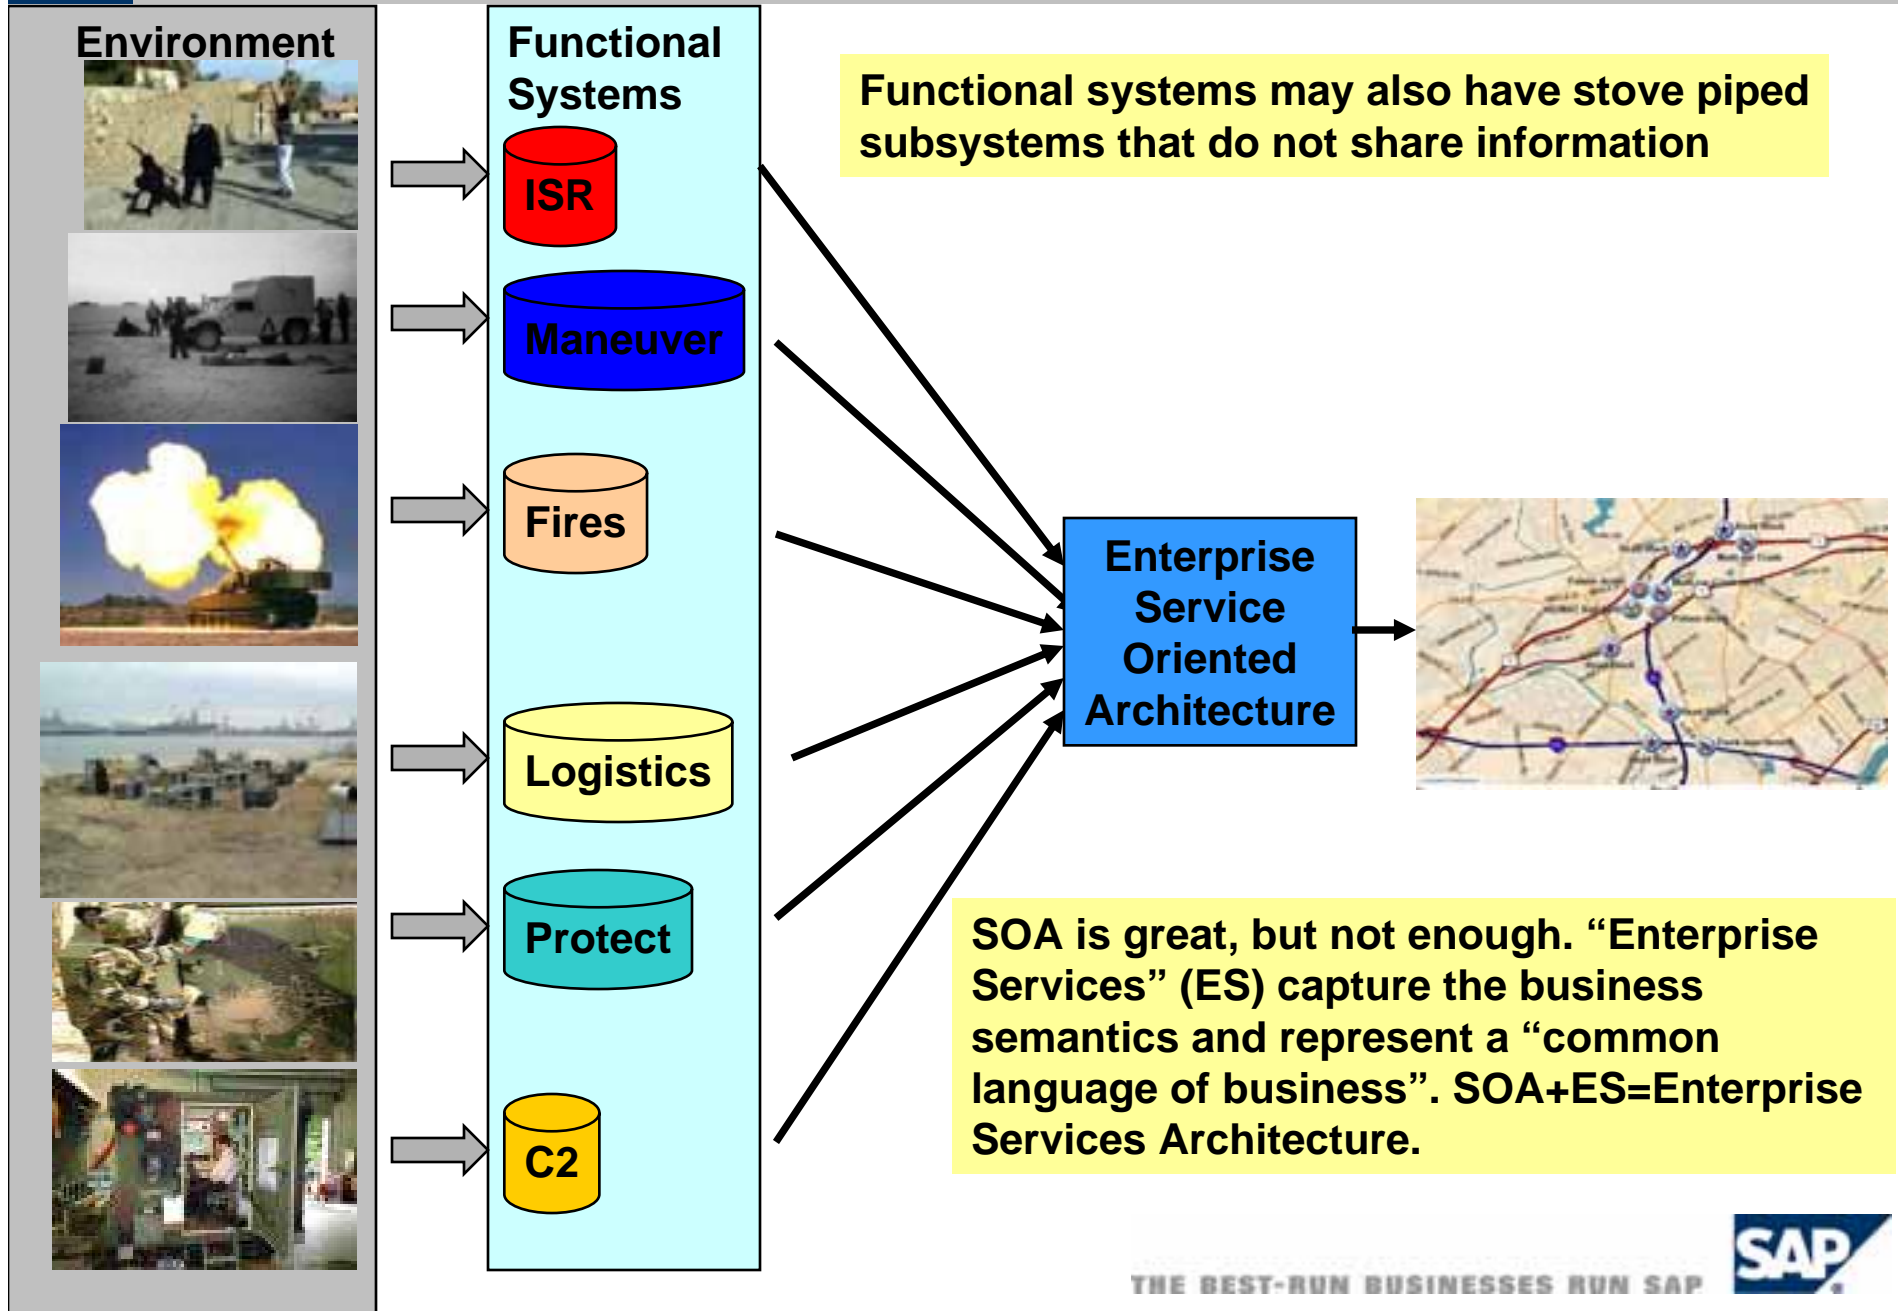 Environment
Functional
Systems
ISR
Maneuver
Fires
Logistics
Protect
C2
Functional systems may also have stove piped
subsystems that do not share information
Enterprise
Service
Oriented
Architecture
SOA is great, but not enough. “Enterprise
Services” (ES) capture the business
semantics and represent a “common
language of business”. SOA+ES=Enterprise
Services Architecture.
THE BEST-RUN BUSINESSES RUN SAP
SAP